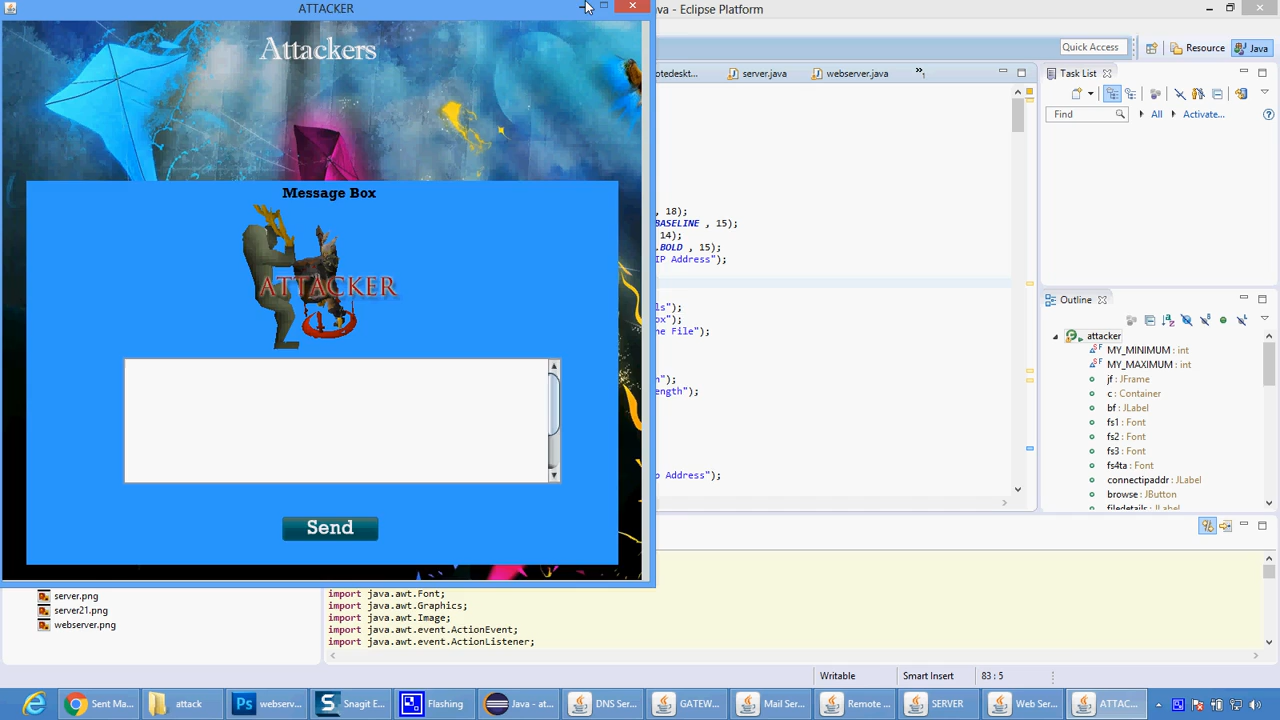 ATTACKER
ava - Eclipse Platform
Attackers
Quick Access
Resource
Java
otedeskt...
server.java
webserver.java
»1
Task List
Find
All
Activate...
Message Box
ATTACKER
, 18);
BASELINE , 15);
14);
.BOLD , 15);
IP Address");
ls");
ox");
ne File");
n");
ength");
p Address");
Outline
attacker
MY_MINIMUM : int
MY_MAXIMUM : int
jf : JFrame
c : Container
bf : JLabel
fs1 : Font
fs2 : Font
fs3 : Font
fs4ta : Font
connectipaddr : JLabel
browse : JButton
filedetails : JLabel
Send
server.png
server21.png
webserver.png
import java.awt.Font;
import java.awt.Graphics;
import java.awt.Image;
import java.awt.event.ActionEvent;
import java.awt.event.ActionListener;
Writable
Smart Insert
83 : 5
Sent Ma...
attack
webserv...
Snagit E...
Flashing
Java - at...
DNS Ser...
GATEW...
Mail Serv...
Remote ...
SERVER
Web Ser...
ATTAC...